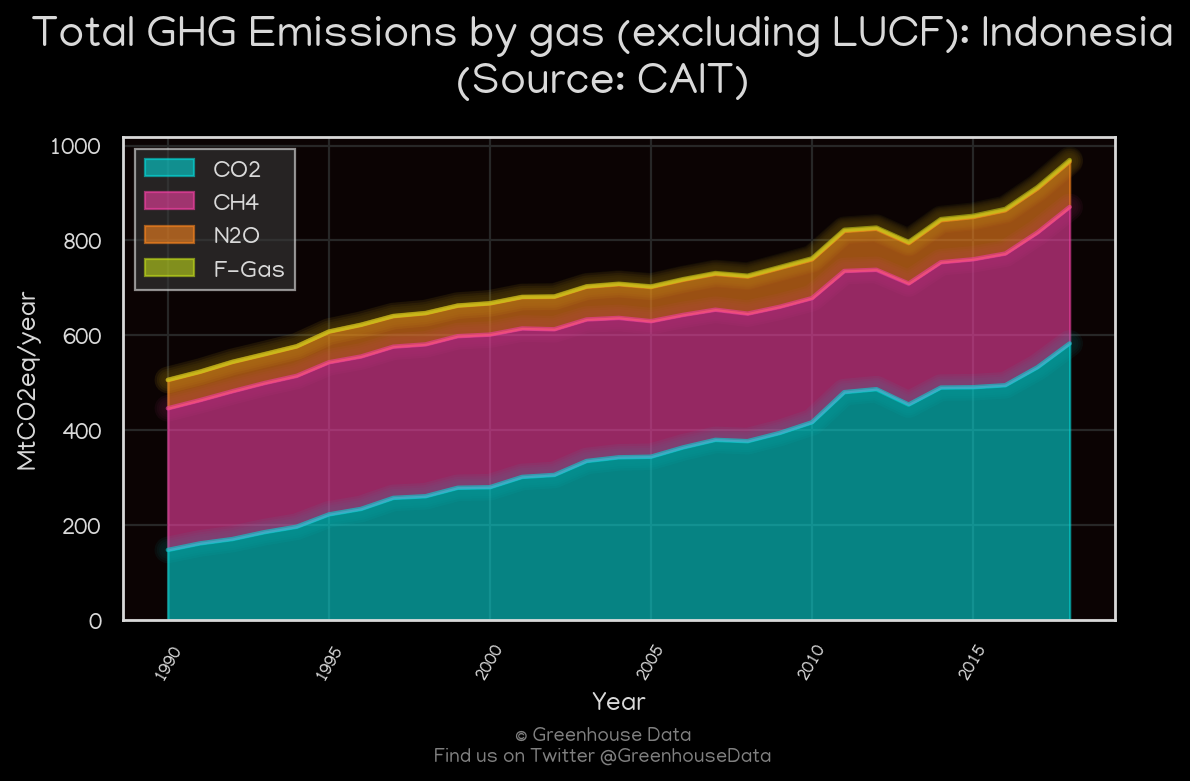 Total GHG Emissions by gas (excluding LUCF): Indonesia
(Source: CAIT)
1000
800
600
400
200
0
MtCO2eq/year
CO2
CH4
N2O
F-Gas
1990
1995
2000
2005
2010
2015
Year
© Greenhouse Data
Find us on Twitter @GreenhouseData